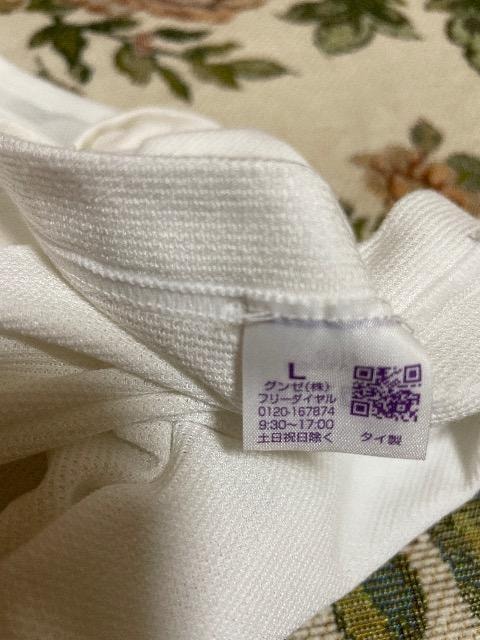 L
グンゼ(株)
フリーダイヤル
0120-167874
9:30〜17:00
土日祝日除く
タイ製